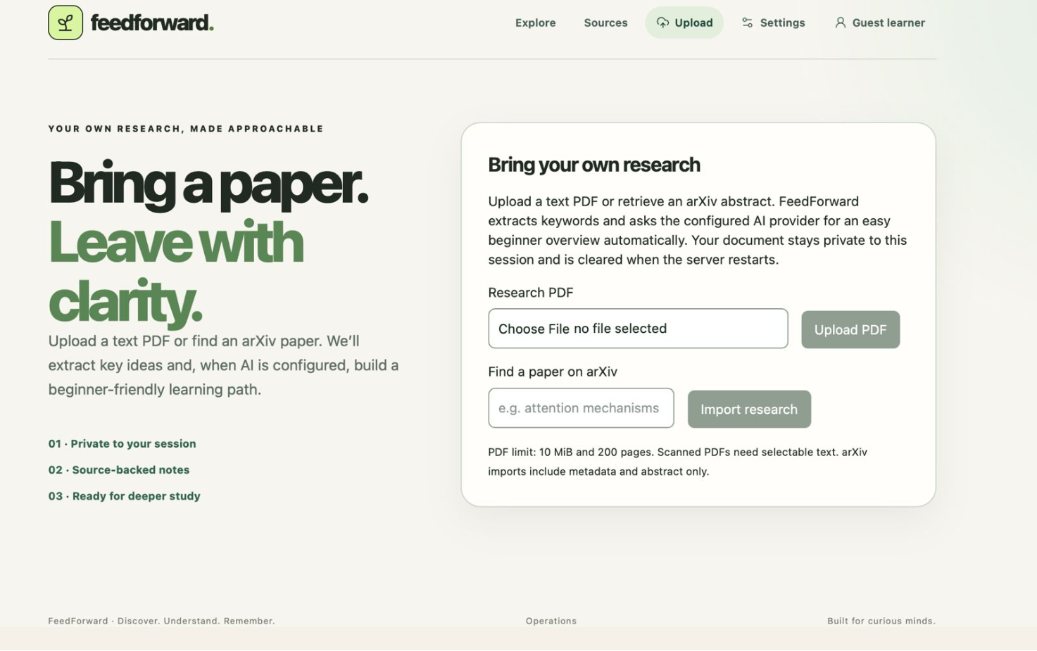 feedforward.
Explore
Sources
Upload
Settings
Guest learner
YOUR OWN RESEARCH, MADE APPROACHABLE
Bring a paper.
Leave with
clarity.
Upload a text PDF or find an arXiv paper. We’ll
extract key ideas and, when AI is configured, build a
beginner-friendly learning path.
01 · Private to your session
02 · Source-backed notes
03 · Ready for deeper study
Bring your own research
Upload a text PDF or retrieve an arXiv abstract. FeedForward
extracts keywords and asks the configured AI provider for an easy
beginner overview automatically. Your document stays private to this
session and is cleared when the server restarts.
Research PDF
Choose File no file selected
Upload PDF
Find a paper on arXiv
e.g. attention mechanisms
Import research
PDF limit: 10 MiB and 200 pages. Scanned PDFs need selectable text. arXiv
imports include metadata and abstract only.
FeedForward · Discover. Understand. Remember.
Operations
Built for curious minds.